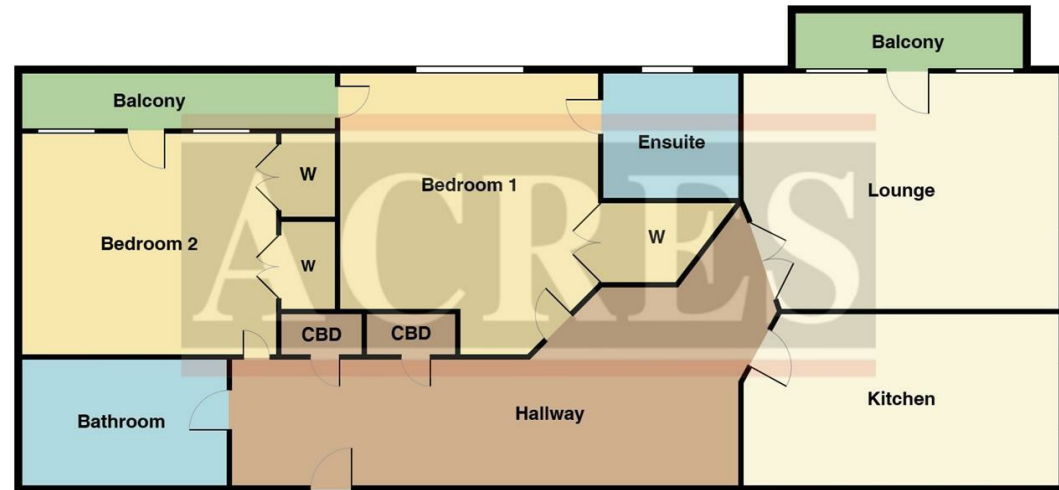 Balcony
Balcony
Ensuite
W
Bedroom 1
Lounge
W
Bedroom 2
W
W
ACRES
CBD
CBD
Kitchen
Hallway
Bathroom